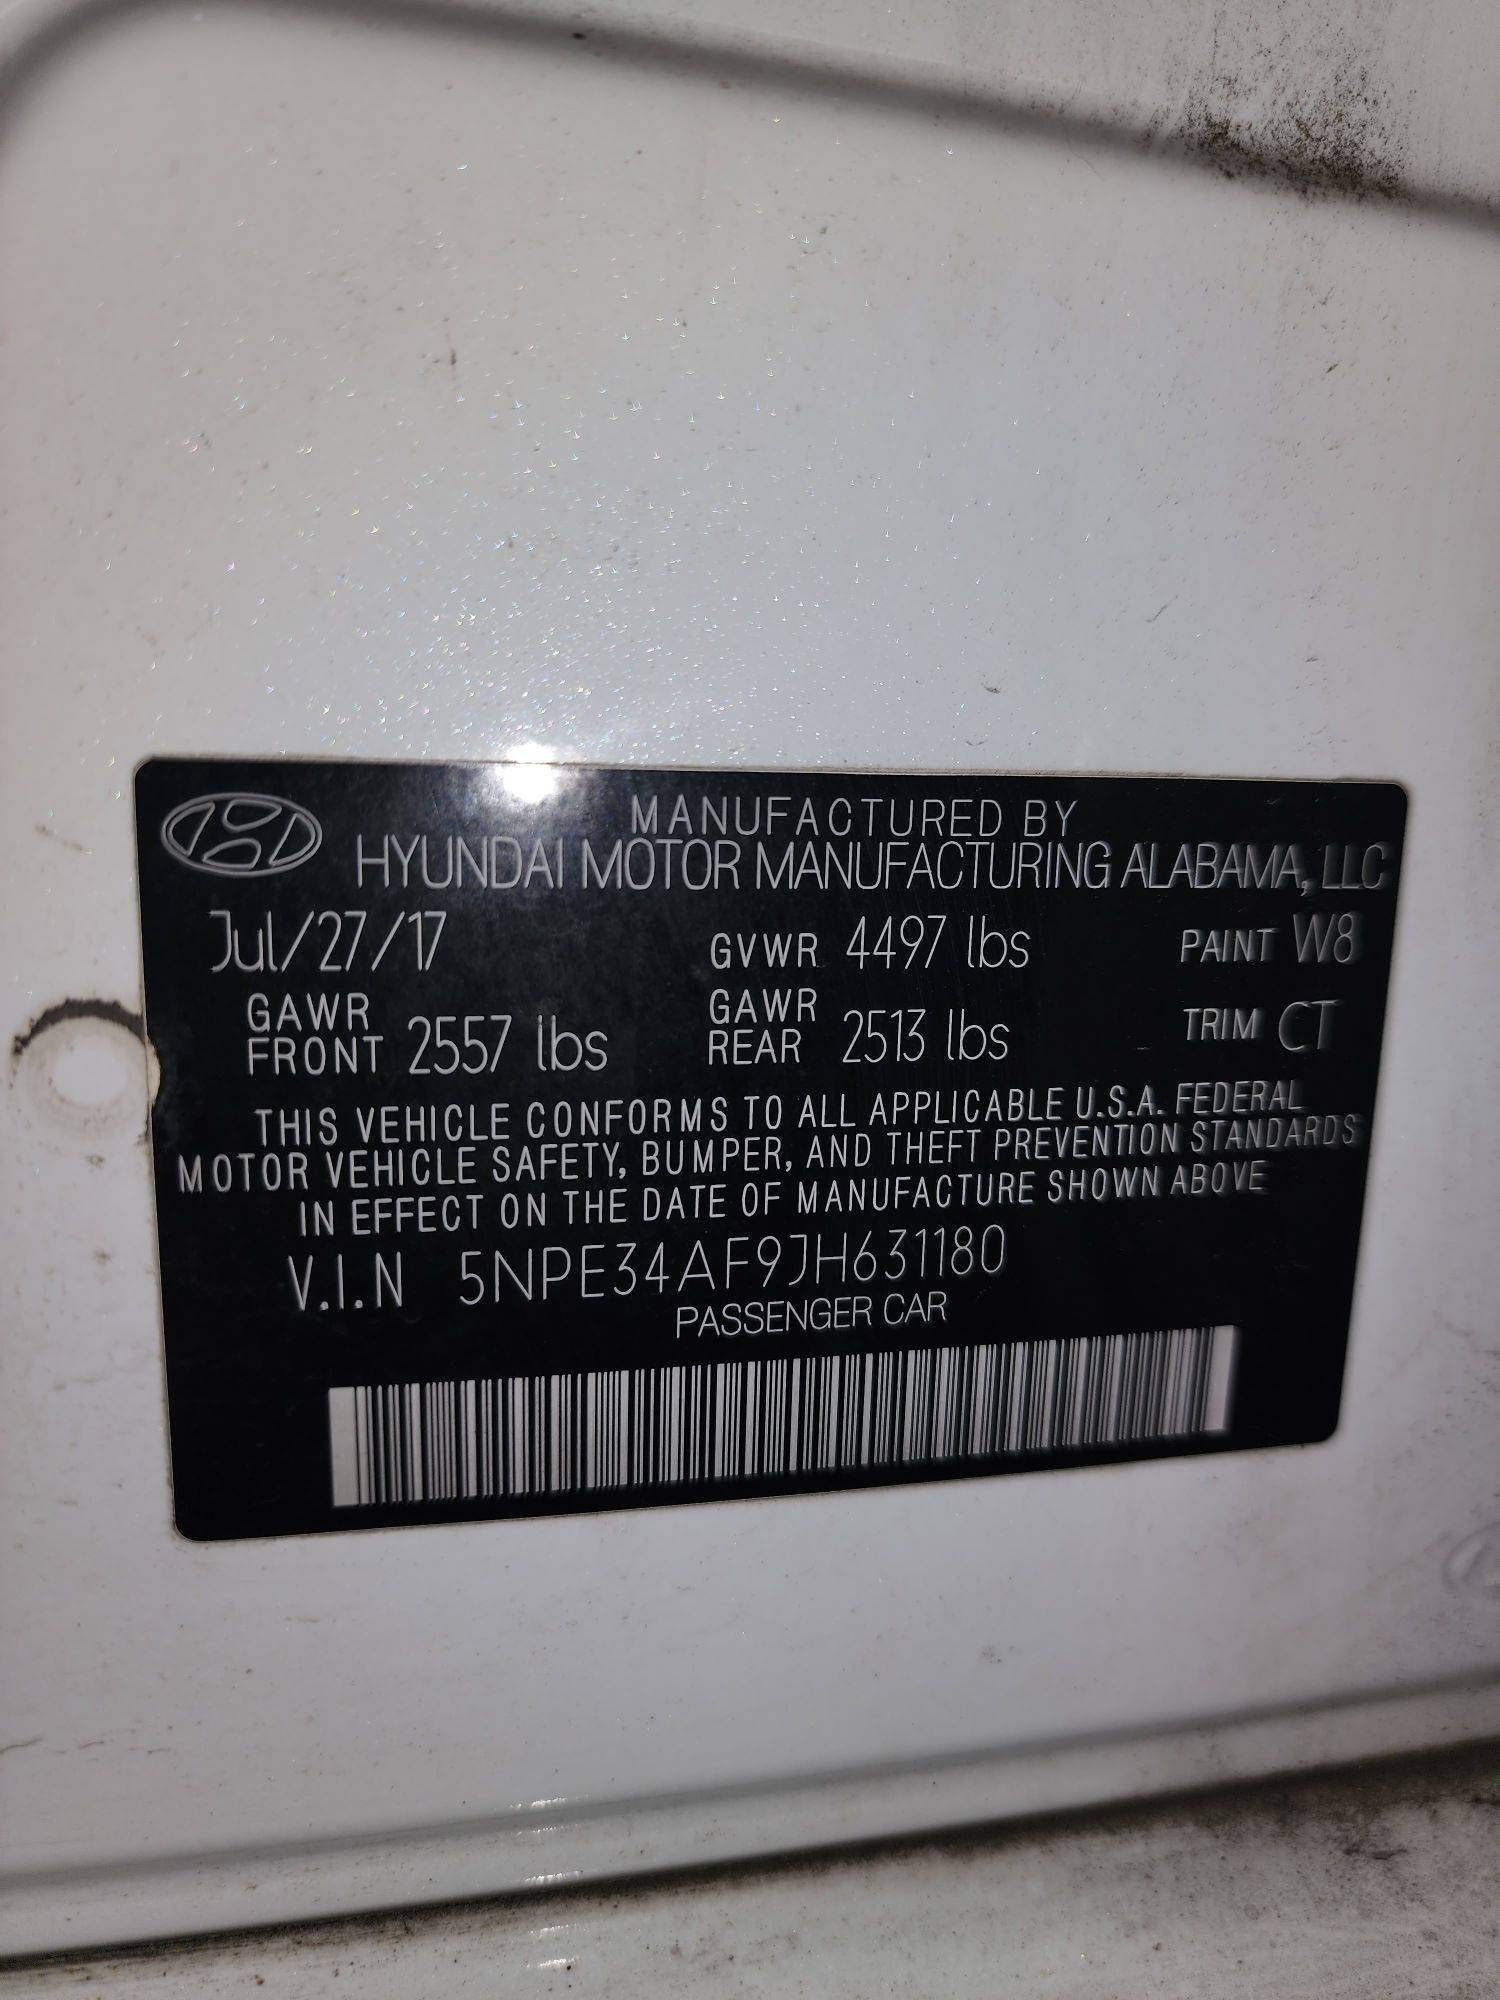 MANUFACTURED BY
HYUNDAI MOTOR MANUFACTURING ALABAMA, LLC
Jul/27/17 GVWR 4497 lbs PAINT W8
GAWR FRONT 2557 lbs GAWR REAR 2513 lbs TRIM CT
THIS VEHICLE CONFORMS TO ALL APPLICABLE U.S.A. FEDERAL
MOTOR VEHICLE SAFETY, BUMPER, AND THEFT PREVENTION STANDARDS
IN EFFECT ON THE DATE OF MANUFACTURE SHOWN ABOVE
V.I.N 5NPE34AF9JH631180
PASSENGER CAR